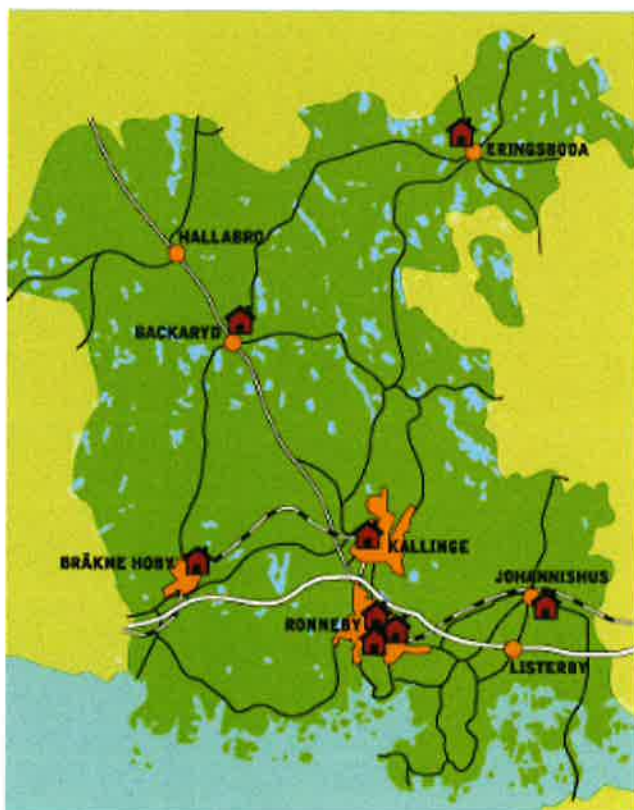 ERINGSBODA
HALLABRO
BACKARYD
KALLINGE
BRÄKNE HOBY
JOHANNISHUS
RONNEBY
LISTERBY